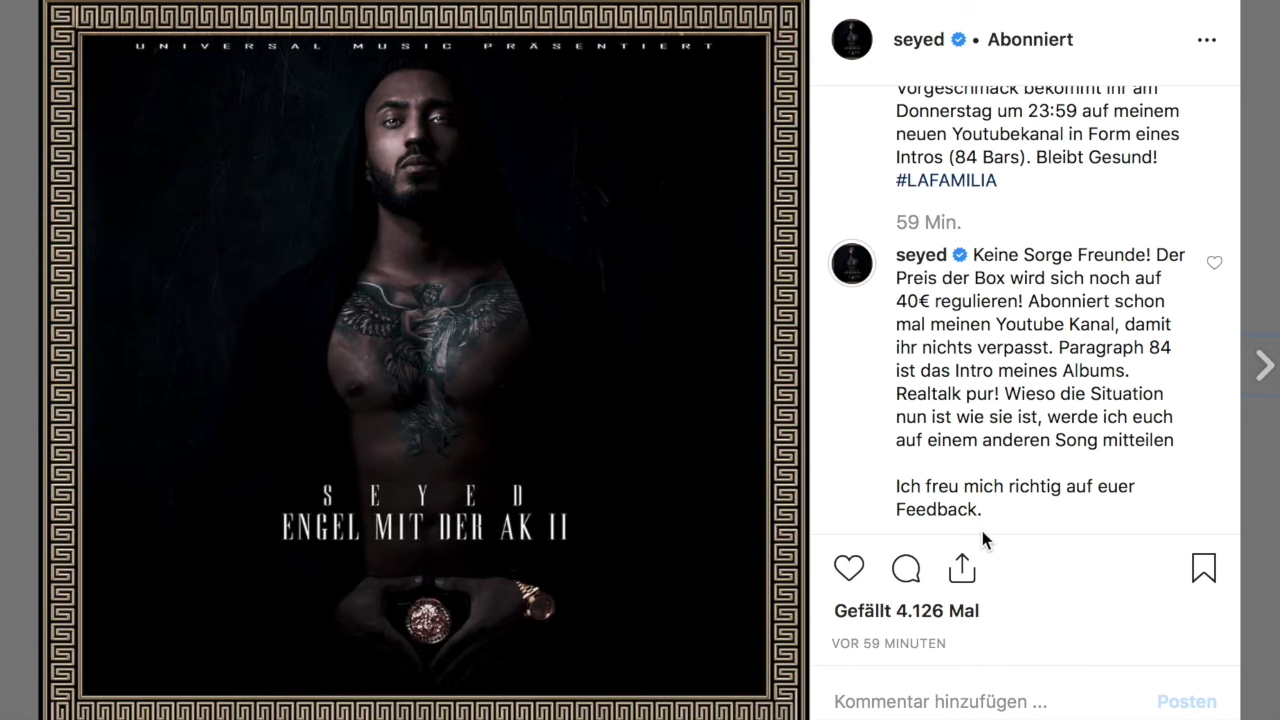 UNIVERSAL MUSIC PRÄSENTIERT
SEYED
ENGEL MIT DER AK II
seyed • Abonniert
Vorgeschmack bekommt ihr am
Donnerstag um 23:59 auf meinem
neuen Youtubekanal in Form eines
Intros (84 Bars). Bleibt Gesund!
#LAFAMILIA
59 Min.
seyed Keine Sorge Freunde! Der
Preis der Box wird sich noch auf
40€ regulieren! Abonniert schon
mal meinen Youtube Kanal, damit
ihr nichts verpasst. Paragraph 84
ist das Intro meines Albums.
Realtalk pur! Wieso die Situation
nun ist wie sie ist, werde ich euch
auf einem anderen Song mitteilen
Ich freu mich richtig auf euer
Feedback.
Gefällt 4.126 Mal
VOR 59 MINUTEN
Kommentar hinzufügen ...
Posten